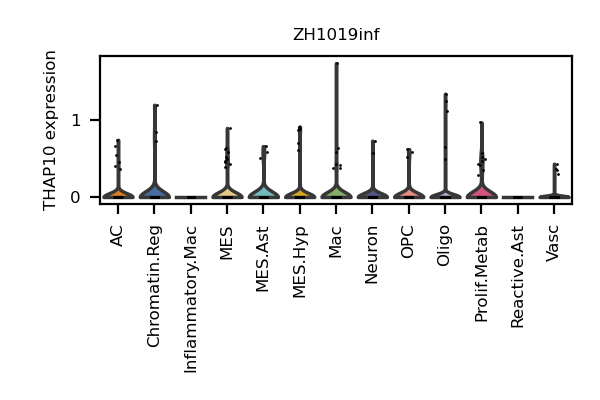 ZH1019inf
THAP10 expression
1
0
AC
Chromatin.Reg
Inflammatory.Mac
MES
MES.Ast
MES.Hyp
Mac
Neuron
OPC
Oligo
Prolif.Metab
Reactive.Ast
Vasc